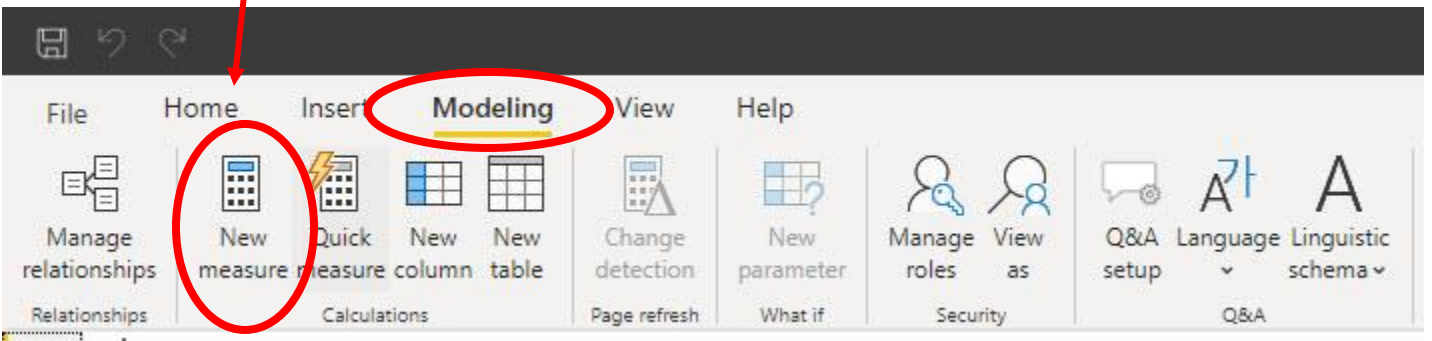 File Home Insert Modeling View Help
Manage relationships
New measure
Quick measure
New column
New table
Change detection
New parameter
Manage roles
View as
Q&A setup
Language
Linguistic schema
Relationships Calculations Page refresh What if Security Q&A